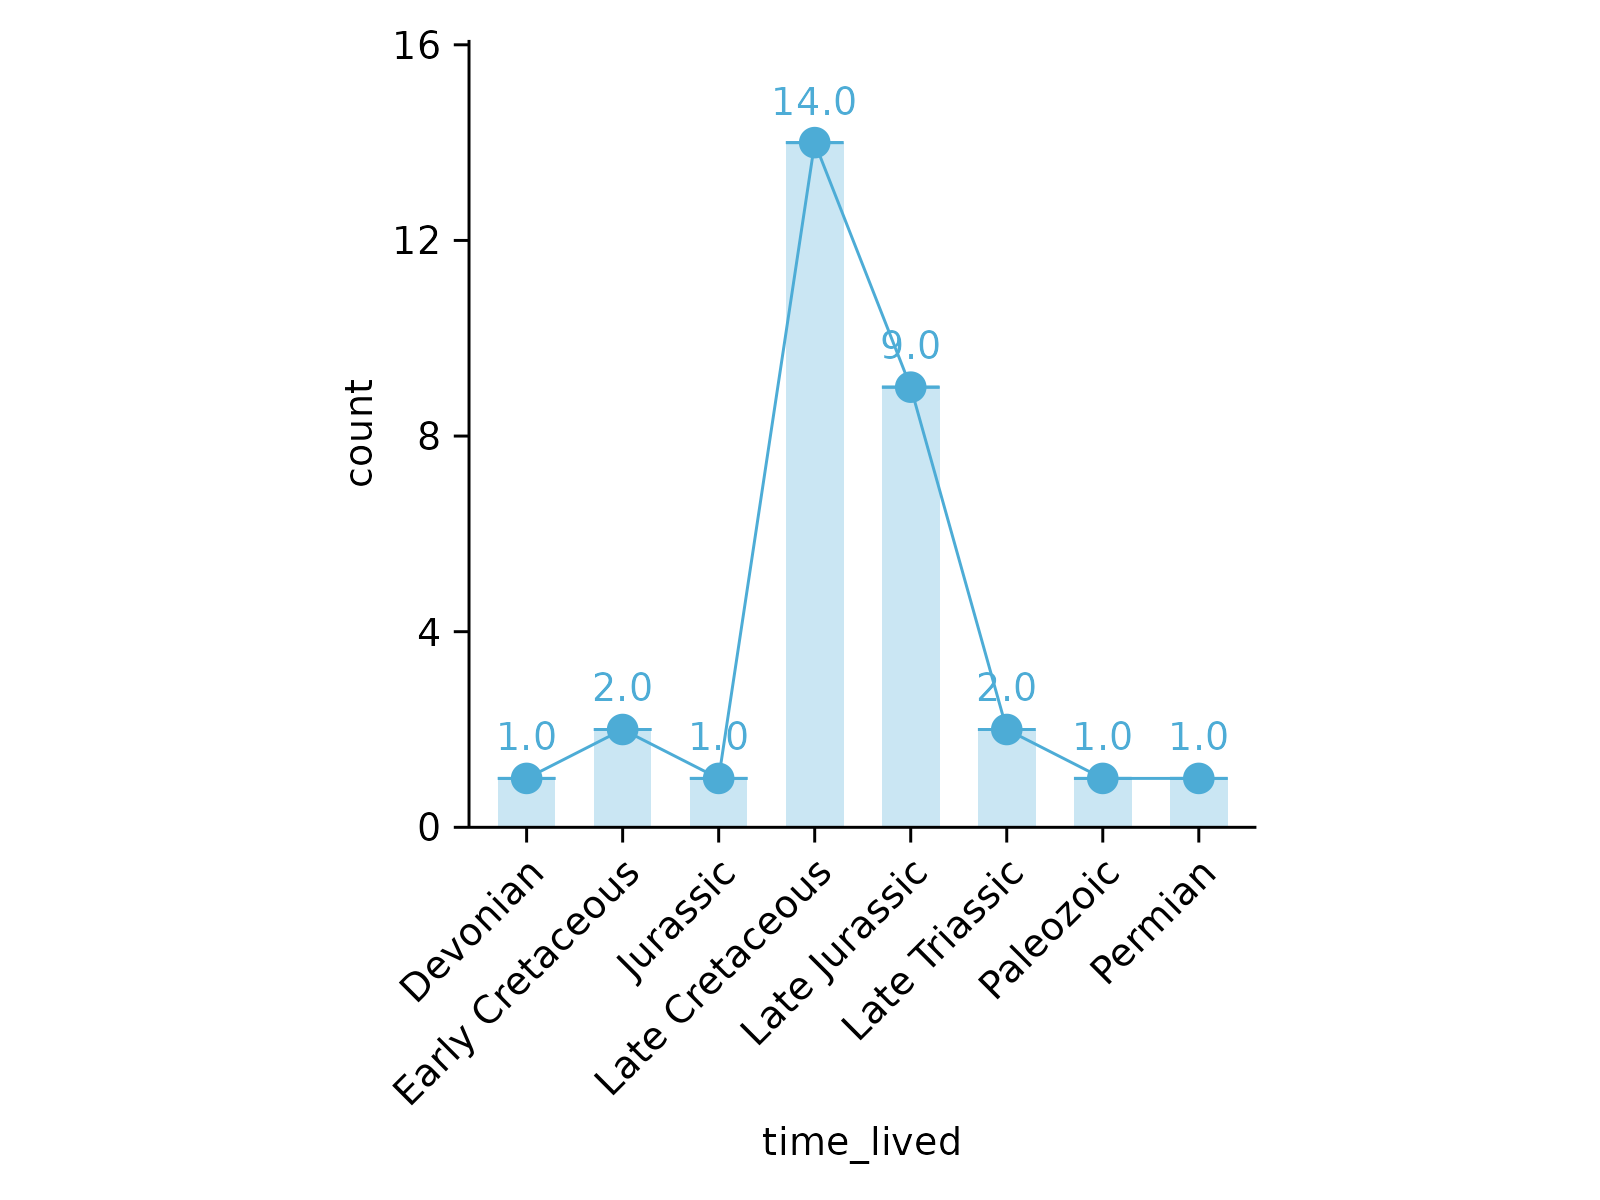 16
14.0
12
9.0
8
count
4
2.0
2.0
1.0
1.0
1.0
1.0
0
Devonian
Early Cretaceous
Jurassic
Late Cretaceous
Late Jurassic
Late Triassic
Paleozoic
Permian
time_lived